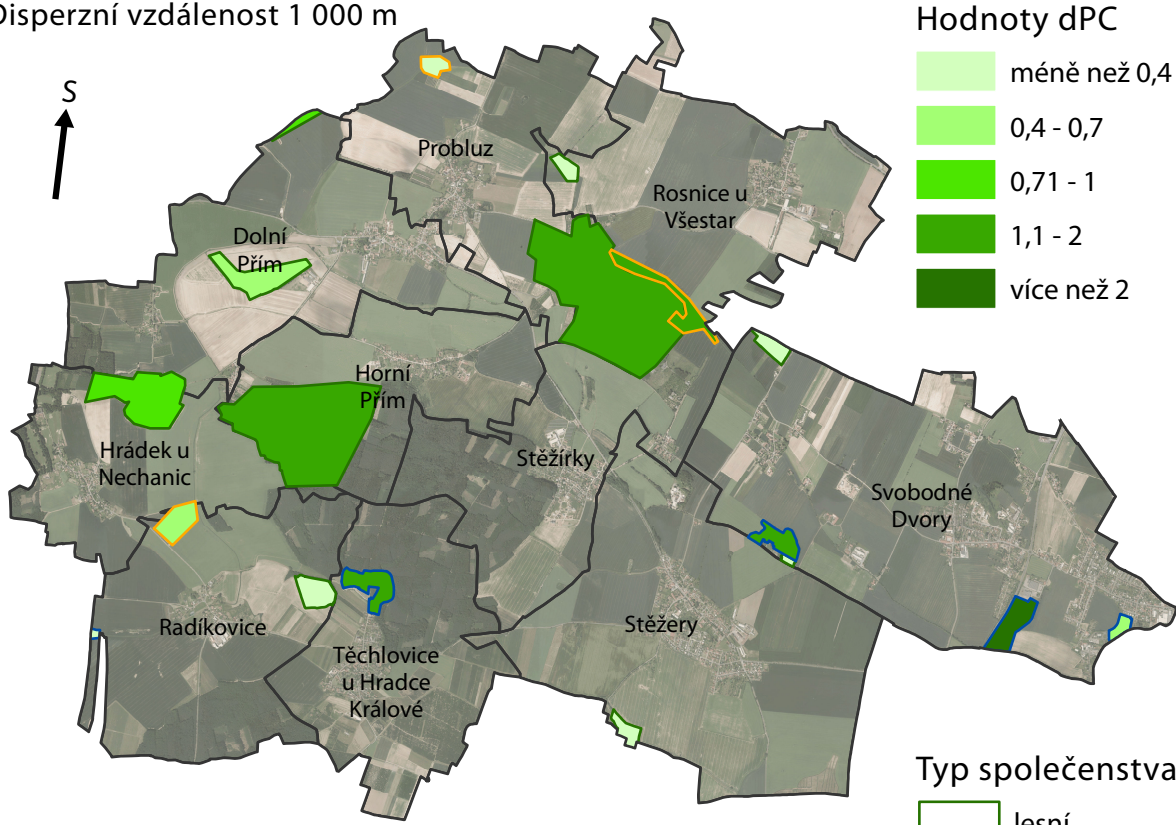 Disperzní vzdálenost 1 000 m
S
Hodnoty dPC
méně než 0,4
0,4 - 0,7
0,71 - 1
1,1 - 2
více než 2
Probluz
Rosnice u
Všestar
Dolní
Přím
Horní
Přím
Hrádek u
Nechanic
Stěžírky
Svobodné
Dvory
Radíkovice
Stěžery
Těchlovice
u Hradce
Králové
Typ společenstva
lesní